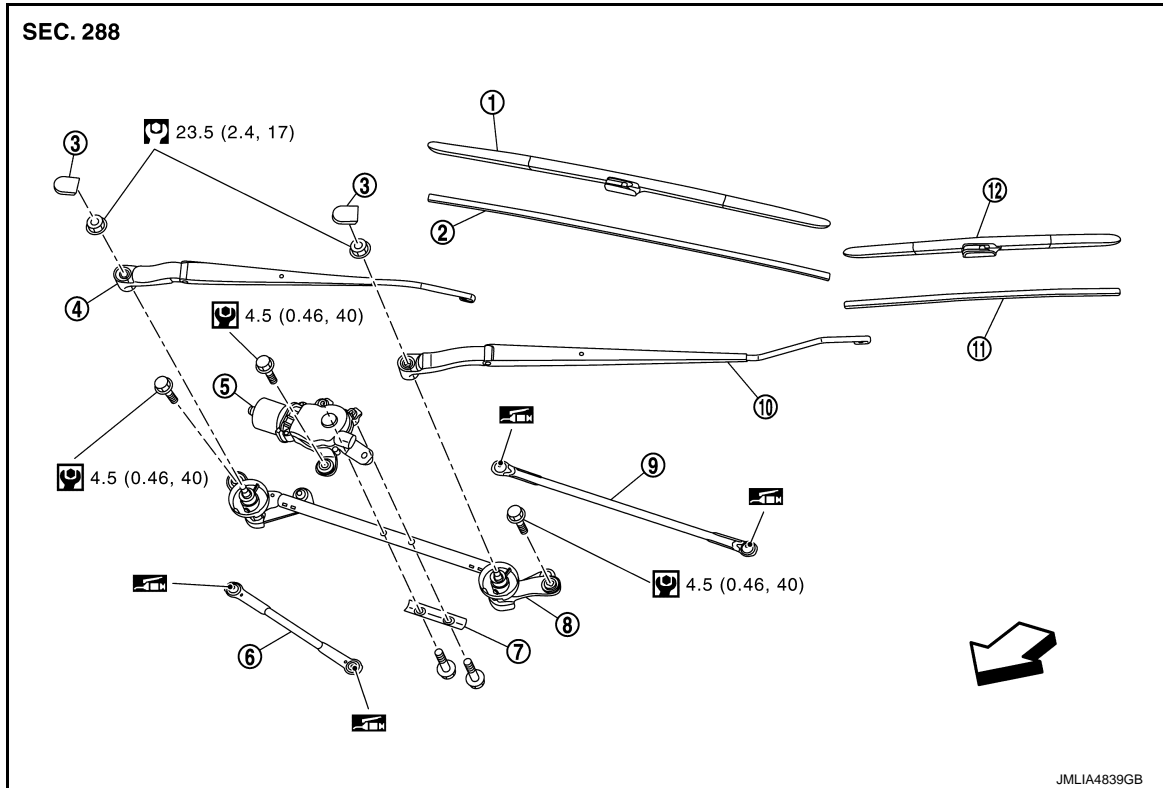 SEC. 288
①
③
23.5 (2.4, 17)
③
⑫
②
④
4.5 (0.46, 40)
⑪
⑤
⑩
4.5 (0.46, 40)
⑨
4.5 (0.46, 40)
⑧
⑦
⑥
JMLIA4839GB